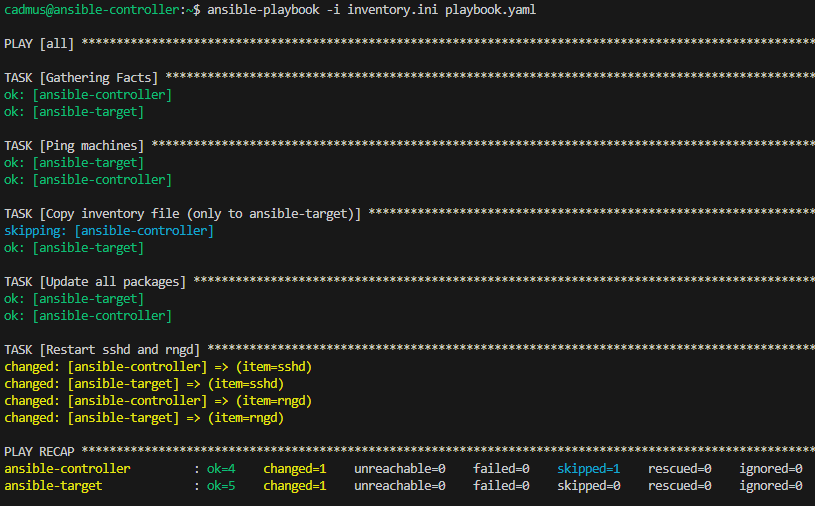 cadmus@ansible-controller:~$ ansible-playbook -i inventory.ini playbook.yaml
PLAY [all] *********************************************************************************************************
TASK [Gathering Facts] *********************************************************************************************
ok: [ansible-controller]
ok: [ansible-target]
TASK [Ping machines] ***********************************************************************************************
ok: [ansible-target]
ok: [ansible-controller]
TASK [Copy inventory file (only to ansible-target)] ****************************************************************
skipping: [ansible-controller]
ok: [ansible-target]
TASK [Update all packages] *****************************************************************************************
ok: [ansible-target]
ok: [ansible-controller]
TASK [Restart sshd and rngd] ***************************************************************************************
changed: [ansible-controller] => (item=sshd)
changed: [ansible-target] => (item=sshd)
changed: [ansible-controller] => (item=rngd)
changed: [ansible-target] => (item=rngd)
PLAY RECAP *********************************************************************************************************
ansible-controller         : ok=4    changed=1    unreachable=0    failed=0    skipped=1    rescued=0    ignored=0
ansible-target             : ok=5    changed=1    unreachable=0    failed=0    skipped=0    rescued=0    ignored=0